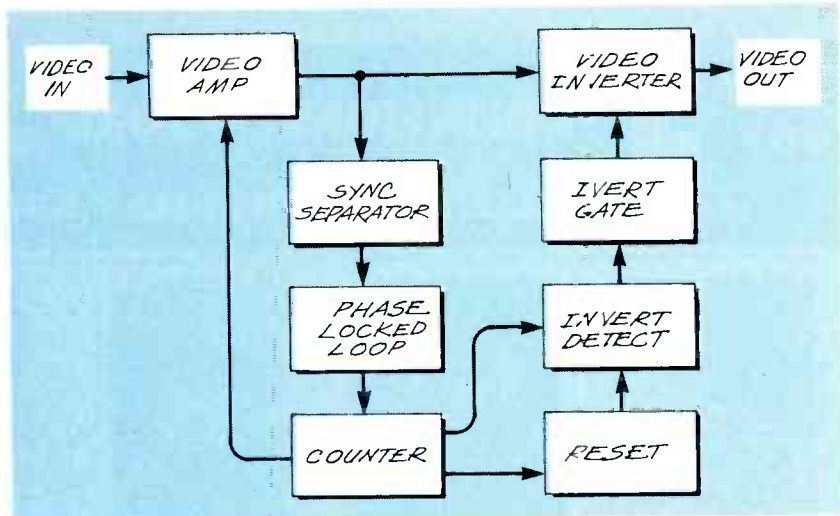 VIDEO
IN
VIDEO
AMP
VIDEO
INVERTER
VIDEO
OUT
SYNC
SEPARATOR
IVERT
GATE
PHASE
LOCKED
LOOP
INVERT
DETECT
COUNTER
RESET